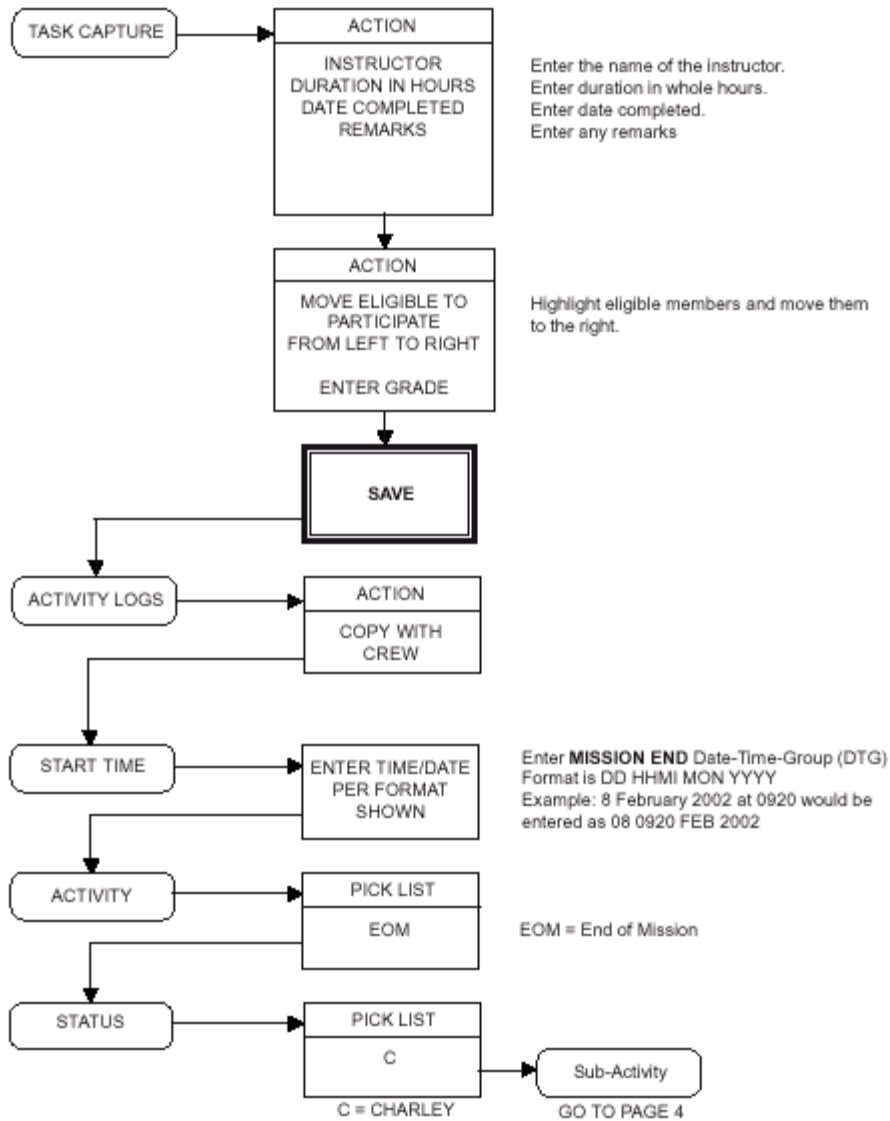 TASK CAPTURE
ACTION
INSTRUCTOR
DURATION IN HOURS
DATE COMPLETED
REMARKS
Enter the name of the instructor.
Enter duration in whole hours.
Enter date completed.
Enter any remarks
ACTION
MOVE ELIGIBLE TO
PARTICIPATE
FROM LEFT TO RIGHT
ENTER GRADE
Highlight eligible members and move them
to the right.
SAVE
ACTIVITY LOGS
ACTION
COPY WITH
CREW
START TIME
ENTER TIME/DATE
PER FORMAT
SHOWN
Enter MISSION END Date-Time-Group (DTG)
Format is DD HHMI MON YYYY
Example: 8 February 2002 at 0920 would be
entered as 08 0920 FEB 2002
ACTIVITY
PICK LIST
EOM
EOM = End of Mission
STATUS
PICK LIST
C
C = CHARLEY
Sub-Activity
GO TO PAGE 4